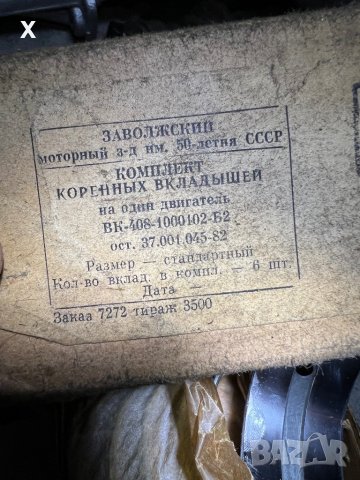 X
ЗАВОЛЖСКИЙ
моторный з-д им. 50-летия СССР
КОМПЛЕКТ
КОРЕННЫХ ВКЛАДЫШЕЙ
на один двигатель
ВК-408-1000102-Б2
ост. 37.001.045-82
Размер — стандартный
Кол-во вклад. в компл. — 6 шт.
Дата —
Заказ 7272 тираж 3500
BAZAR